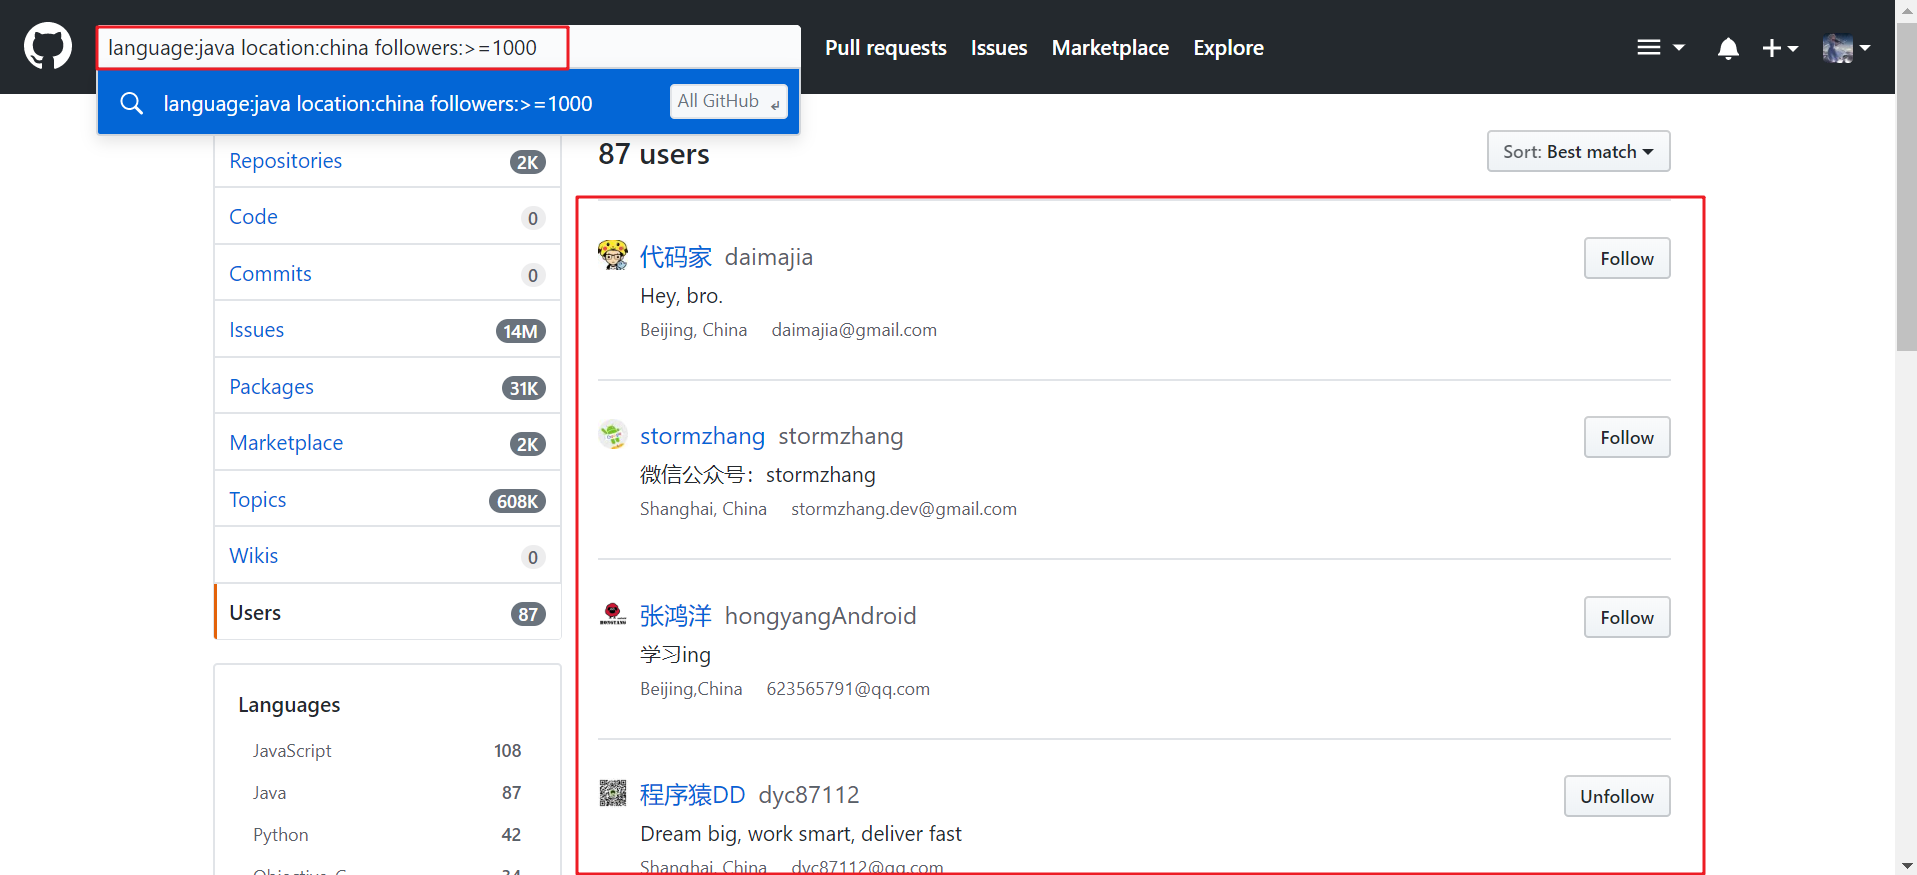 language:java location:china followers:>=1000
Pull requests Issues Marketplace Explore
language:java location:china followers:>=1000 All GitHub
Repositories 2K
Code 0
Commits 0
Issues 14M
Packages 31K
Marketplace 2K
Topics 608K
Wikis 0
Users 87
Languages
JavaScript 108
Java 87
Python 42
87 users
Sort: Best match
代码家 daimajia
Follow
Hey, bro.
Beijing, China daimajia@gmail.com
stormzhang stormzhang
Follow
微信公众号：stormzhang
Shanghai, China stormzhang.dev@gmail.com
张鸿洋 hongyangAndroid
Follow
学习ing
Beijing,China 623565791@qq.com
程序猿DD dyc87112
Unfollow
Dream big, work smart, deliver fast
Shanghai, China dyc87112@qq.com